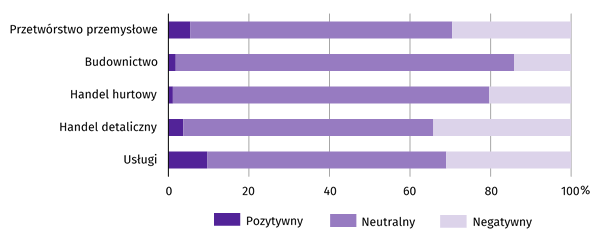 Przetwórstwo przemysłowe
Budownictwo
Handel hurtowy
Handel detaliczny
Usługi
0 20 40 60 80 100%
Pozytywny Neutralny Negatywny